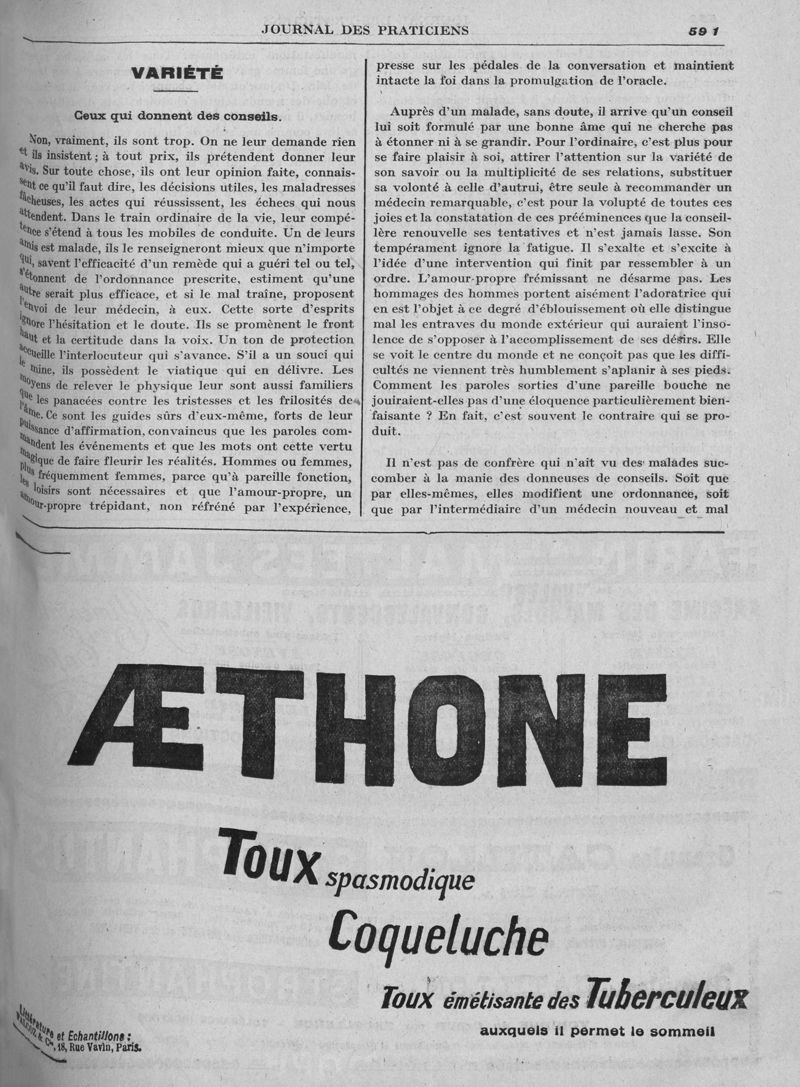 JOURNAL DES PRATICIENS 591
VARIÉTÉ
Ceux qui donnent des conseils.
Non, vraiment, ils sont trop. On ne leur demande rien
et ils insistent ; à tout prix, ils prétendent donner leur
avis. Sur toute chose, ils ont leur opinion faite, connais-
sent ce qu'il faut dire, les décisions utiles, les maladresses
fâcheuses, les actes qui réussissent, les échecs qui nous
attendent. Dans le train ordinaire de la vie, leur compé-
tence s'étend à tous les mobiles de conduite. Un de leurs
amis est malade, ils le renseigneront mieux que n'importe
qui, savent l'efficacité d'un remède qui a guéri tel ou tel,
s'étonnent de l'ordonnance prescrite, estiment qu'une
autre serait plus efficace, et si le mal traîne, proposent
l'envoi de leur médecin, à eux. Cette sorte d'esprits
ignore l'hésitation et le doute. Ils se promènent le front
haut et la certitude dans la voix. Un ton de protection
accueille l'interlocuteur qui s'avance. S'il a un souci qui
le mine, ils possèdent le viatique qui en délivre. Les
moyens de relever le physique leur sont aussi familiers
que les panacées contre les tristesses et les frilosités de
l'âme. Ce sont les guides sûrs d'eux-même, forts de leur
puissance d'affirmation, convaincus que les paroles com-
mandent les événements et que les mots ont cette vertu
magique de faire fleurir les réalités. Hommes ou femmes,
plus fréquemment femmes, parce qu'à pareille fonction,
les loisirs sont nécessaires et que l'amour-propre, un
amour-propre trépidant, non réfréné par l'expérience,
presse sur les pédales de la conversation et maintient
intacte la foi dans la promulgation de l'oracle.
Auprès d'un malade, sans doute, il arrive qu'un conseil
lui soit formulé par une bonne âme qui ne cherche pas
à étonner ni à se grandir. Pour l'ordinaire, c'est plus pour
se faire plaisir à soi, attirer l'attention sur la variété de
son savoir ou la multiplicité de ses relations, substituer
sa volonté à celle d'autrui, être seule à recommander un
médecin remarquable, c'est pour la volupté de toutes ces
joies et la constatation de ces prééminences que la conseil-
lère renouvelle ses tentatives et n'est jamais lasse. Son
tempérament ignore la fatigue. Il s'exalte et s'excite à
l'idée d'une intervention qui finit par ressembler à un
ordre. L'amour-propre frémissant ne désarme pas. Les
hommages des hommes portent aisément l'adoratrice qui
en est l'objet à ce degré d'éblouissement où elle distingue
mal les entraves du monde extérieur qui auraient l'inso-
lence de s'opposer à l'accomplissement de ses désirs. Elle
se voit le centre du monde et ne conçoit pas que les diffi-
cultés ne viennent très humblement s'aplanir à ses pieds.
Comment les paroles sorties d'une pareille bouche ne
jouiraient-elles pas d'une éloquence particulièrement bien-
faisante ? En fait, c'est souvent le contraire qui se pro-
duit.
Il n'est pas de confrère qui n'ait vu des malades suc-
comber à la manie des donneuses de conseils. Soit que
par elles-mêmes, elles modifient une ordonnance, soit
que par l'intermédiaire d'un médecin nouveau et mal
ÆTHONE
Toux spasmodique
Coqueluche
Toux émétisante des Tuberculeux
auxquels il permet le sommeil
Littérature et Echantillons :
& Cie, 18, Rue Vavin, Paris.